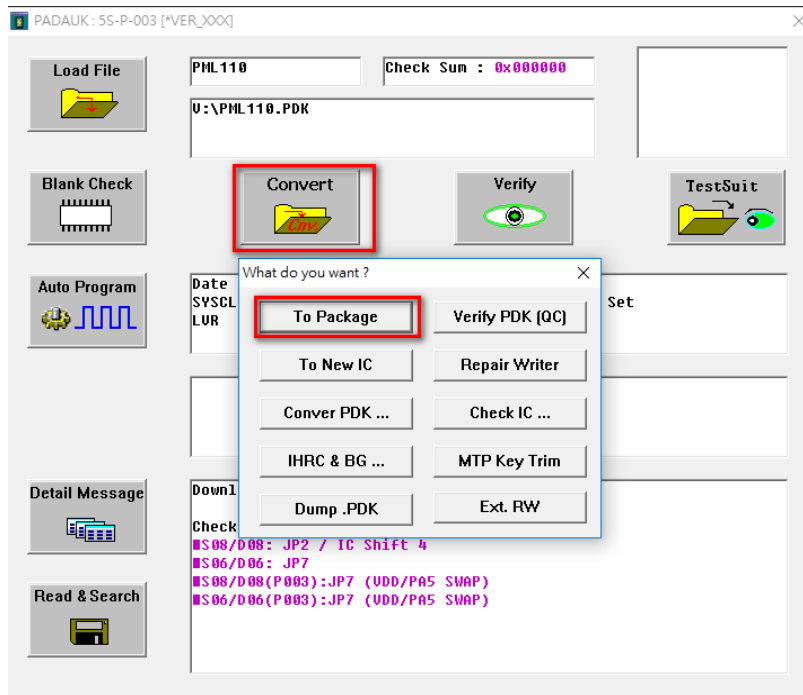 PADAUK : 5S-P-003 [*VER_XXX]
Load File
PML110
Check Sum : 0x000000
V:\PML110.PDK
Blank Check
Convert
Cnv.
Verify
TestSuit
Auto Program
Date
SYSCL
Set
LVR
What do you want ?
To Package
Verify PDK (QC)
To New IC
Repair Writer
Conver PDK ...
Check IC ...
IHRC & BG ...
MTP Key Trim
Dump .PDK
Ext. RW
Detail Message
Downl
Check
■S08/D08: JP2 / IC Shift 4
■S06/D06: JP7
■S08/D08(P003):JP7 (VDD/PA5 SWAP)
■S06/D06(P003):JP7 (VDD/PA5 SWAP)
Read & Search